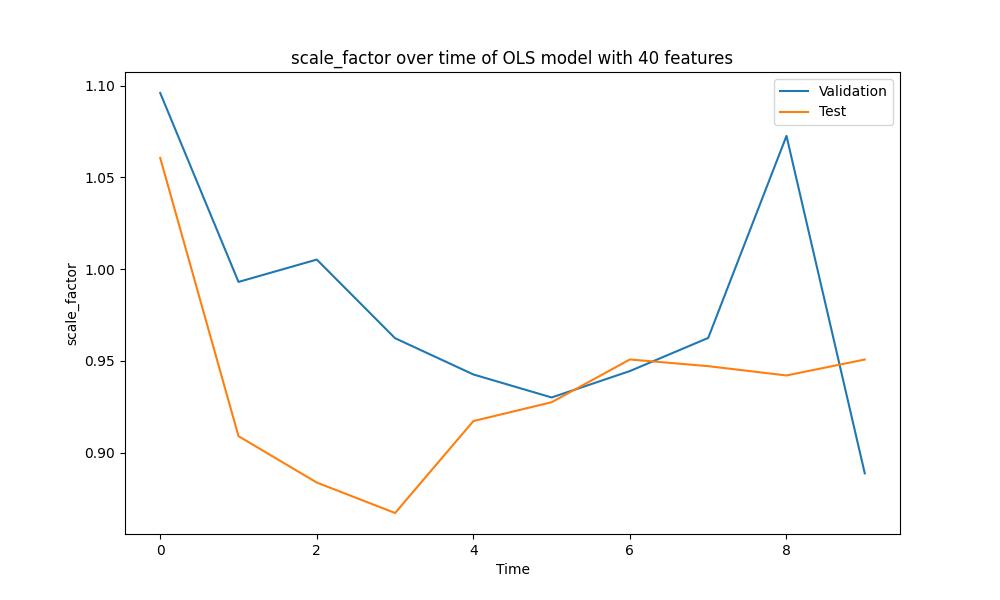 scale_factor over time of OLS model with 40 features
Validation
Test
1.10
1.05
1.00
0.95
0.90
scale_factor
0
2
4
6
8
Time